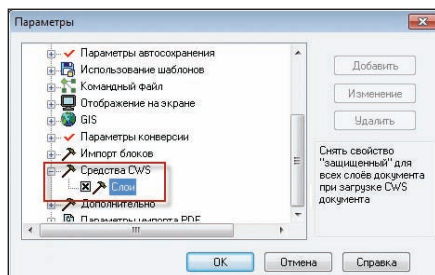 Параметры
Параметры автосохранения
Использование шаблонов
Командный файл
Отображение на экране
GIS
Параметры конверсии
Импорт блоков
Средства CWS
Слои
Дополнительно
Параметры импорта PDF
Добавить
Изменение
Удалить
Снять свойство
"защищенный" для
всех слоёв документа
при загрузке CWS
документа
OK
Отмена
Справка